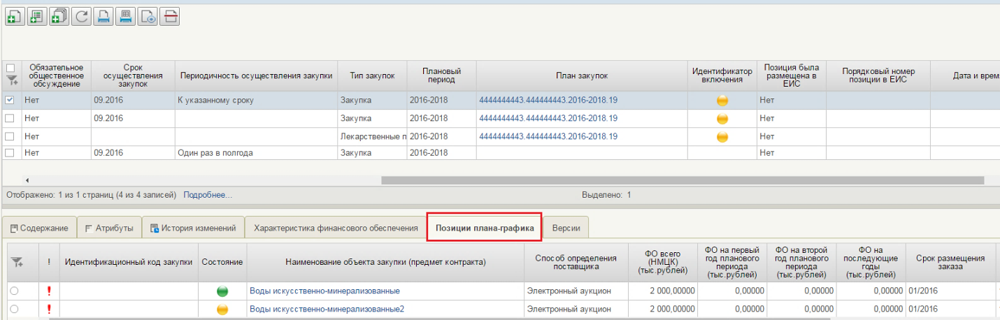 Обязательное общественное обсуждение Срок осуществления закупок Периодичность осуществления закупки Тип закупок Плановый период План закупок Идентификатор включения Позиция была размещена в ЕИС Порядковый номер позиции в ЕИС Дата и врем
Нет 09.2016 К указанному сроку Закупка 2016-2018 4444444443.444444443.2016-2018.19 Нет
Нет 09.2016 Закупка 2016-2018 4444444443.444444443.2016-2018.19 Нет
Нет Лекарственные п 2016-2018 4444444443.444444443.2016-2018.19 Нет
Нет 09.2016 Один раз в полгода Закупка 2016-2018 Нет
Отображено: 1 из 1 страниц (4 из 4 записей) Подробнее... Выделено: 1
Содержание Атрибуты История изменений Характеристика финансового обеспечения Позиции плана-графика Версии
! Идентификационный код закупки Состояние Наименование объекта закупки (предмет контракта) Способ определения поставщика ФО всего (НМЦК) (тыс.рублей) ФО на первый год планового периода (тыс.рублей) ФО на второй год планового периода (тыс.рублей) ФО на последующие годы (тыс.рублей) Срок размещения заказа
! Воды искусственно-минерализованные Электронный аукцион 2 000,00000 0,00000 0,00000 0,00000 01/2016
! Воды искусственно-минерализованные2 Электронный аукцион 2 000,00000 0,00000 0,00000 0,00000 01/2016